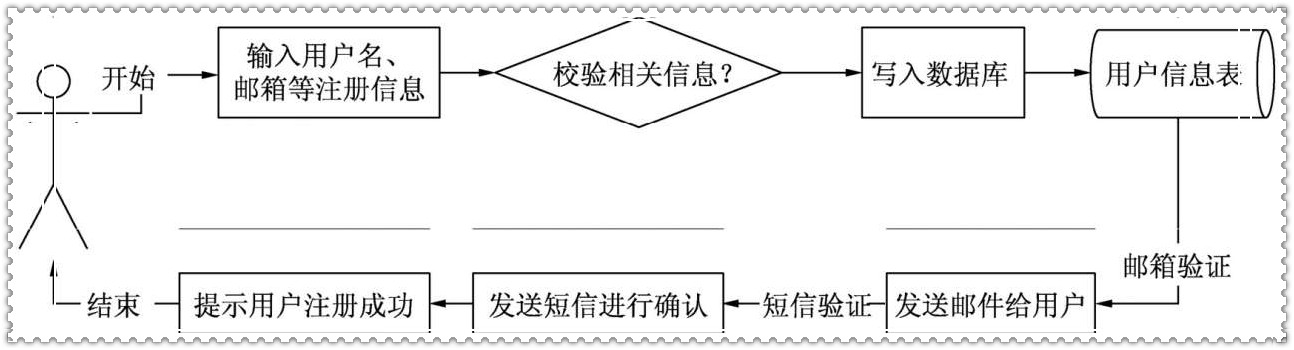 开始
输入用户名、
邮箱等注册信息
校验相关信息？
写入数据库
用户信息表
邮箱验证
发送邮件给用户
短信验证
发送短信进行确认
提示用户注册成功
结束